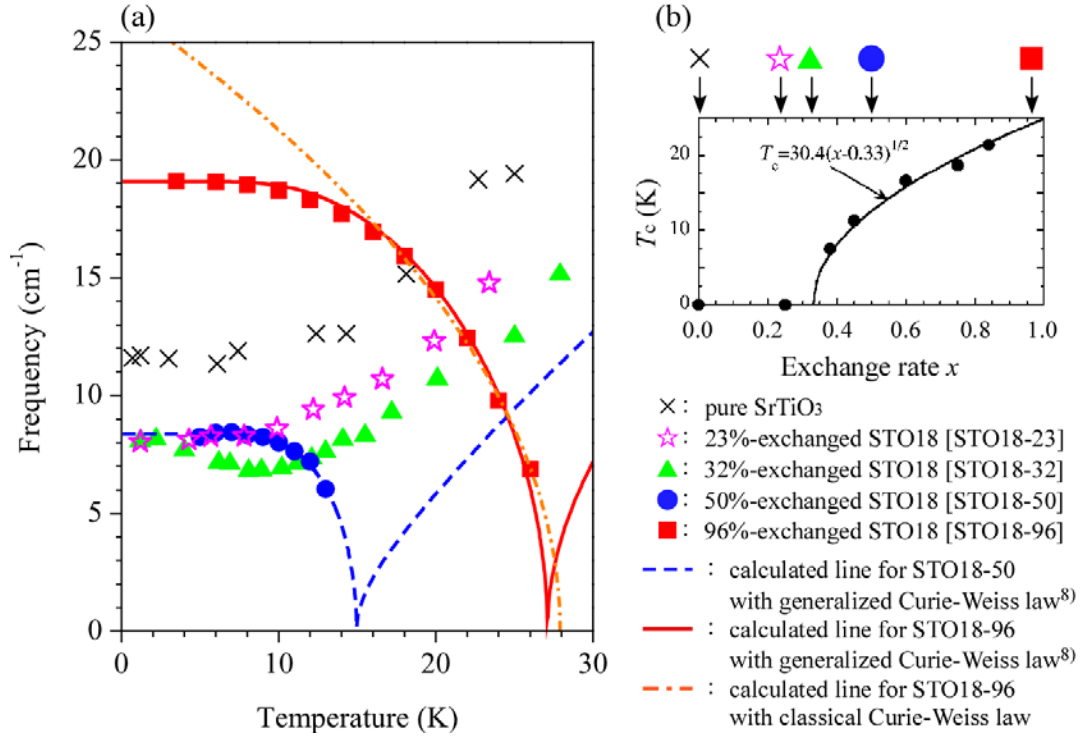 (a)
25
20
15
10
5
0
0
10
20
30
Frequency (cm-1)
Temperature (K)
(b)
Tc=30.4(x-0.33)1/2
20
10
0
0.0
0.2
0.4
0.6
0.8
1.0
Tc (K)
Exchange rate x
: pure SrTiO3
: 23%-exchanged STO18 [STO18-23]
: 32%-exchanged STO18 [STO18-32]
: 50%-exchanged STO18 [STO18-50]
: 96%-exchanged STO18 [STO18-96]
: calculated line for STO18-50
with generalized Curie-Weiss law8)
: calculated line for STO18-96
with generalized Curie-Weiss law8)
: calculated line for STO18-96
with classical Curie-Weiss law